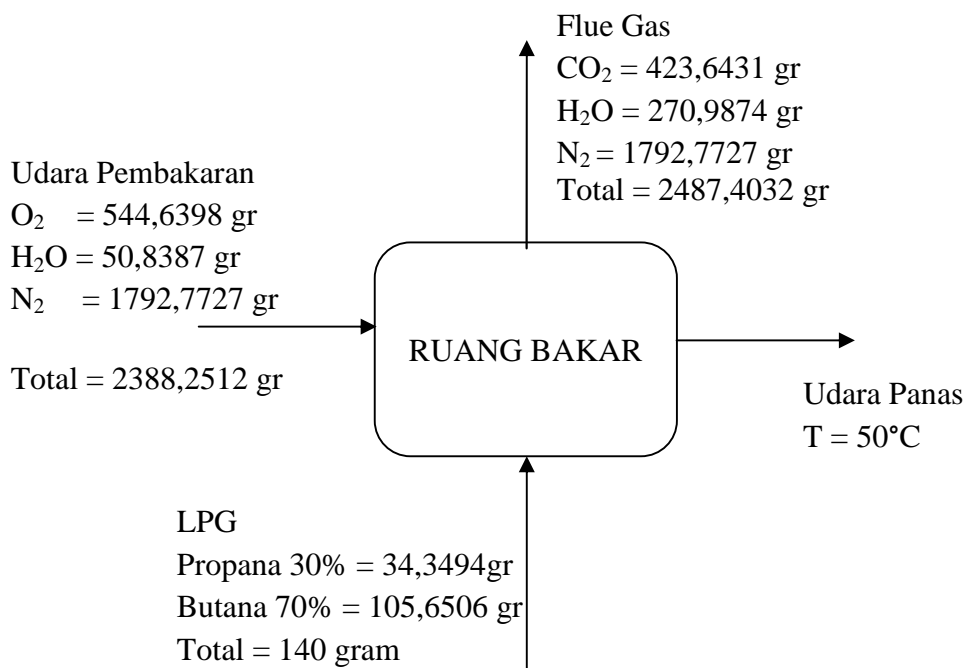 Flue Gas
CO₂ = 423,6431 gr
H₂O = 270,9874 gr
N₂ = 1792,7727 gr
Total = 2487,4032 gr
Udara Pembakaran
O₂ = 544,6398 gr
H₂O = 50,8387 gr
N₂ = 1792,7727 gr
Total = 2388,2512 gr
RUANG BAKAR
Udara Panas
T = 50°C
LPG
Propana 30% = 34,3494gr
Butana 70% = 105,6506 gr
Total = 140 gram